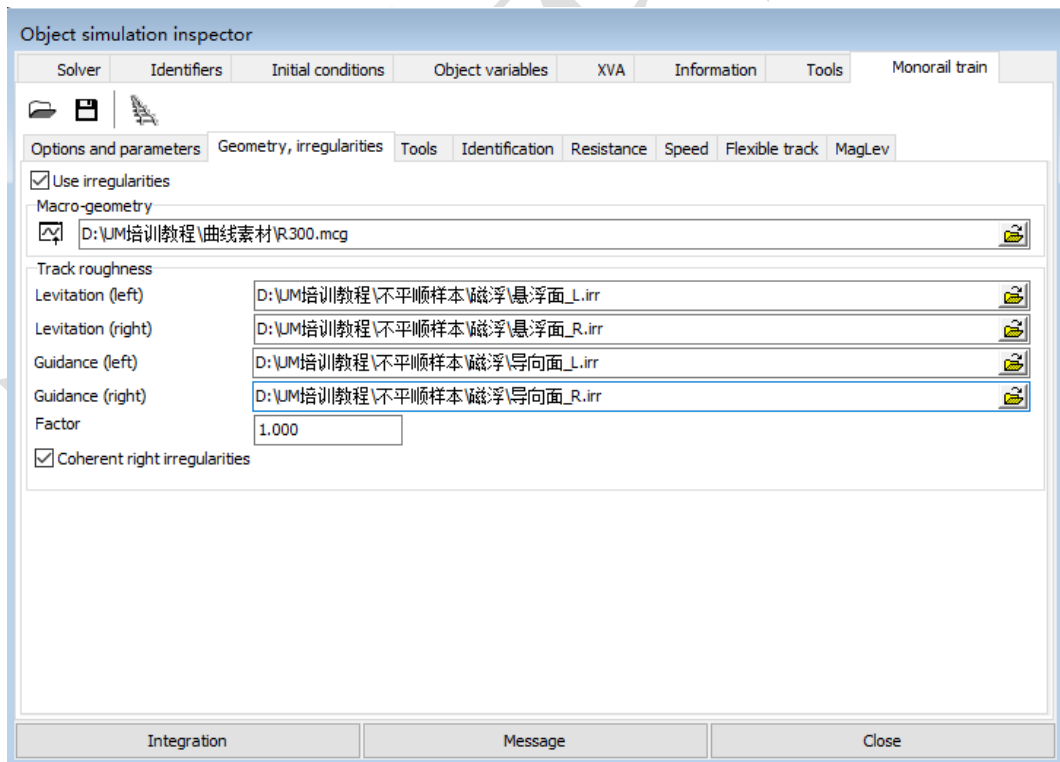 Object simulation inspector
Solver Identifiers Initial conditions Object variables XVA Information Tools Monorail train
Options and parameters Geometry, irregularities Tools Identification Resistance Speed Flexible track MagLev
Use irregularities
Macro-geometry
D:\UM培训教程\曲线素材\R300.mcg
Track roughness
Levitation (left) D:\UM培训教程\不平顺样本\磁浮\悬浮面_L.irr
Levitation (right) D:\UM培训教程\不平顺样本\磁浮\悬浮面_R.irr
Guidance (left) D:\UM培训教程\不平顺样本\磁浮\导向面_L.irr
Guidance (right) D:\UM培训教程\不平顺样本\磁浮\导向面_R.irr
Factor 1.000
Coherent right irregularities
Integration Message Close